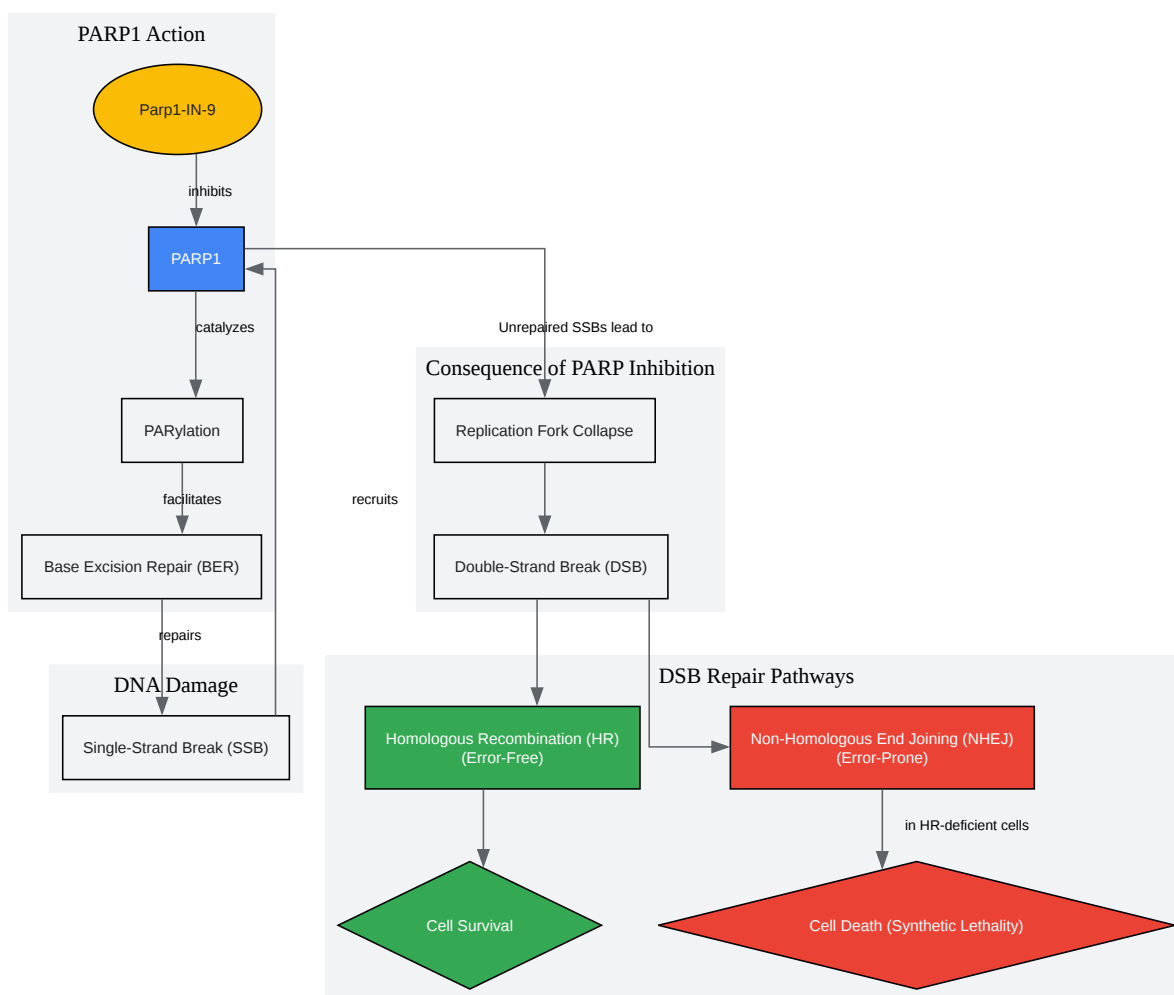 PARP1 Action
Parp1-IN-9
inhibits
PARP1
catalyzes
Unrepaired SSBs lead to
Consequence of PARP Inhibition
PARylation
Replication Fork Collapse
facilitates
recruits
Base Excision Repair (BER)
Double-Strand Break (DSB)
repairs
DNA Damage
Single-Strand Break (SSB)
DSB Repair Pathways
Homologous Recombination (HR)
(Error-Free)
Non-Homologous End Joining (NHEJ)
(Error-Prone)
in HR-deficient cells
Cell Survival
Cell Death (Synthetic Lethality)